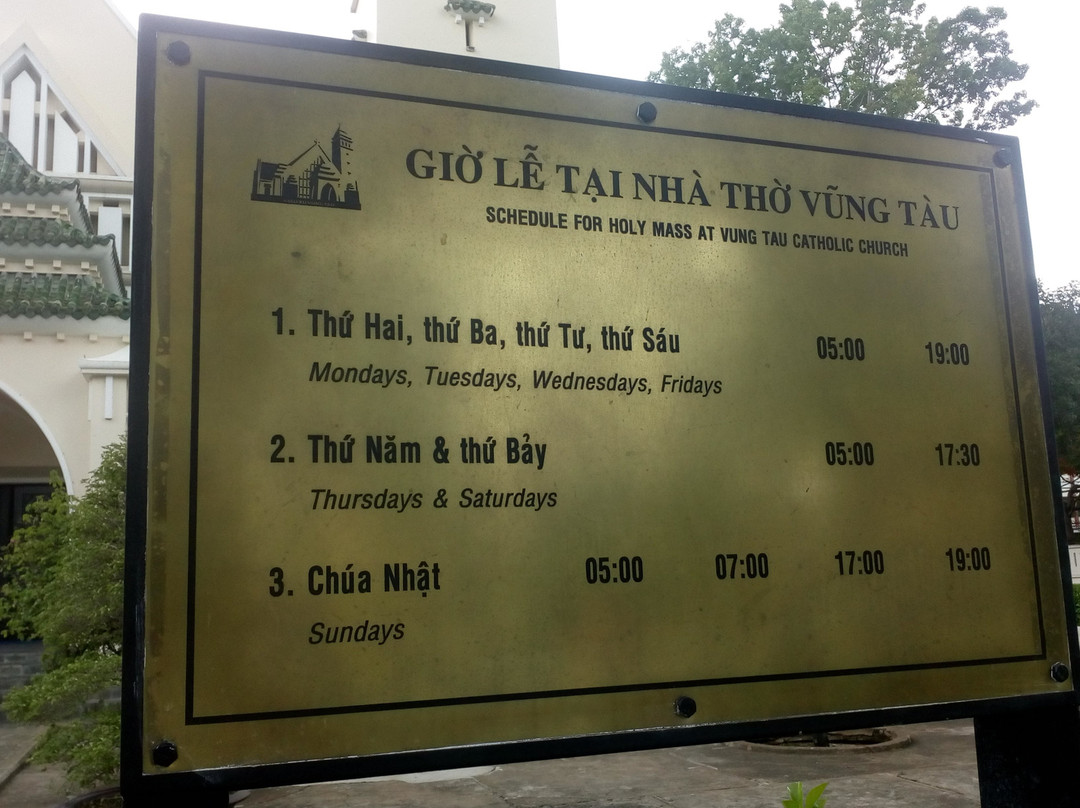 GIỜ LỄ TẠI NHÀ THỜ VŨNG TÀU
SCHEDULE FOR HOLY MASS AT VUNG TAU CATHOLIC CHURCH
1. Thứ Hai, thứ Ba, thứ Tư, thứ Sáu 05:00 19:00
Mondays, Tuesdays, Wednesdays, Fridays
2. Thứ Năm & thứ Bảy 05:00 17:30
Thursdays & Saturdays
3. Chúa Nhật 05:00 07:00 17:00 19:00
Sundays